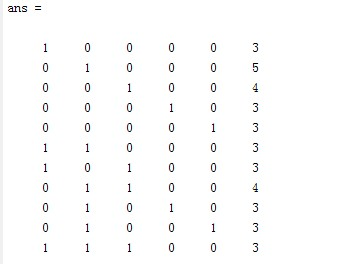 ans =
1 0 0 0 0 3
0 1 0 0 0 5
0 0 1 0 0 4
0 0 0 1 0 3
0 0 0 0 1 3
1 1 0 0 0 3
1 0 1 0 0 3
0 1 1 0 0 4
0 1 0 1 0 3
0 1 0 0 1 3
1 1 1 0 0 3